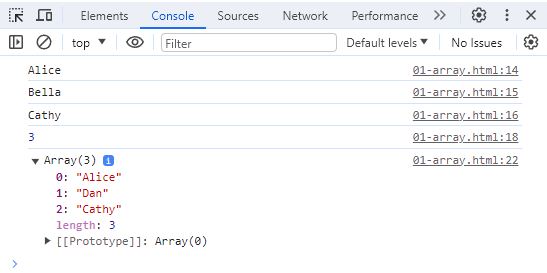 Elements Console Sources Network Performance »
top Filter Default levels No Issues
Alice 01-array.html:14
Bella 01-array.html:15
Cathy 01-array.html:16
3 01-array.html:18
Array(3) i 01-array.html:22
0: "Alice"
1: "Dan"
2: "Cathy"
length: 3
[[Prototype]]: Array(0)
>